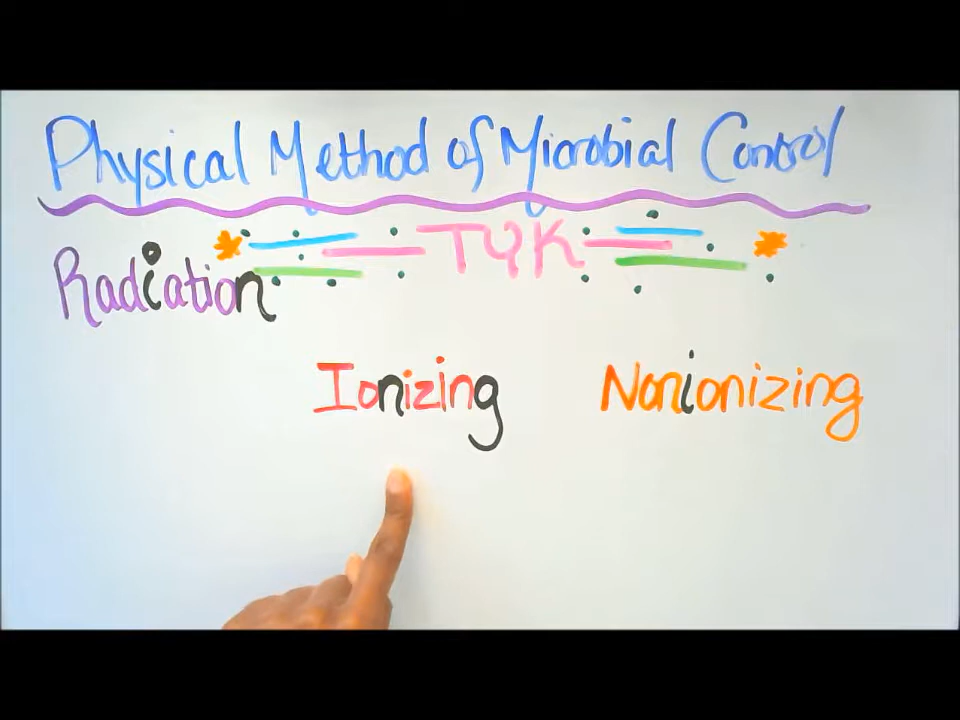 Physical Method of Microbial Control
TYK
Radiation
Ionizing Nonionizing